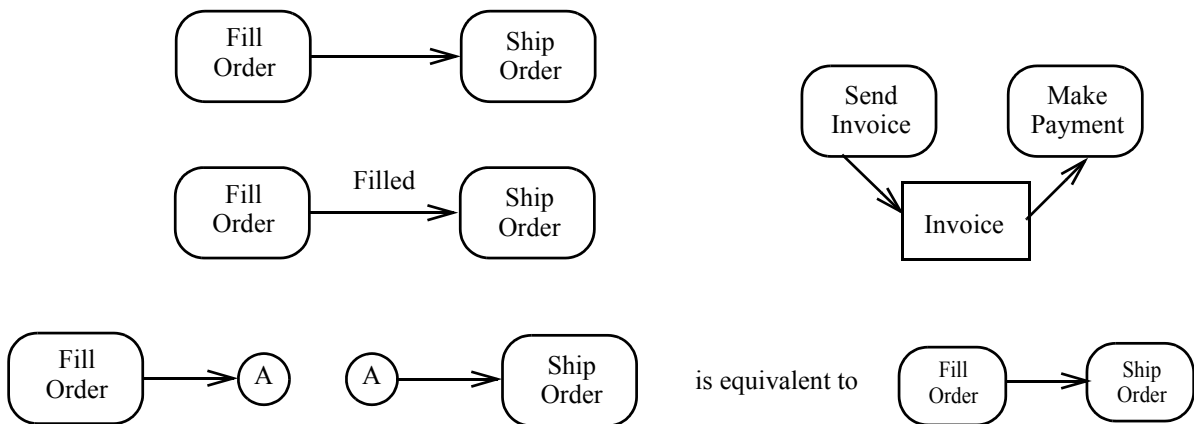 Fill
Order
Ship
Order
Send
Invoice
Make
Payment
Fill
Order
Filled
Ship
Order
Invoice
Fill
Order
A
A
Ship
Order
is equivalent to
Fill
Order
Ship
Order